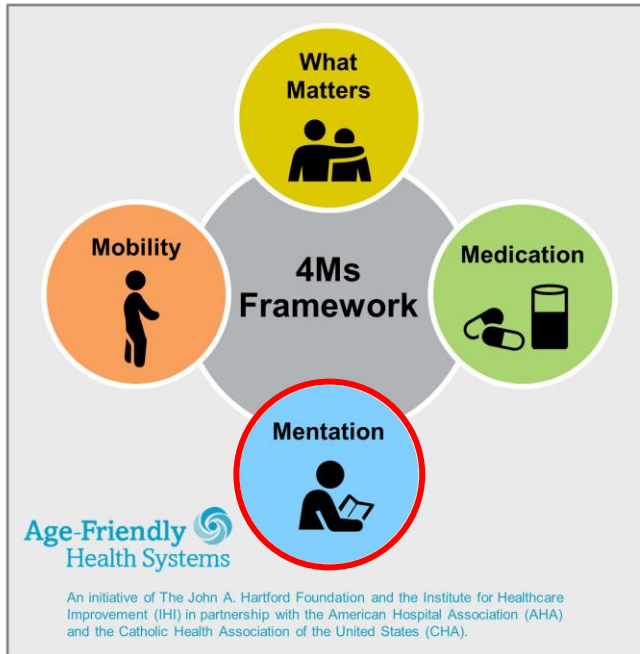 What
Matters
Mobility
4Ms
Framework
Medication
Mentation
Age-Friendly
Health Systems
An initiative of The John A. Hartford Foundation and the Institute for Healthcare
Improvement (IHI) in partnership with the American Hospital Association (AHA)
and the Catholic Health Association of the United States (CHA).